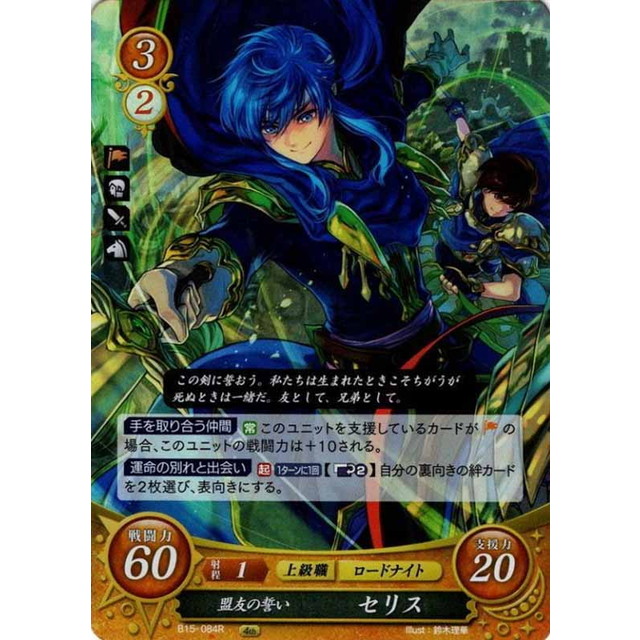 3
2
この剣に誓おう。私たちは生まれたときこそちがうが
死ぬときは一緒だ。友として、兄弟として。
手を取り合う仲間 常 このユニットを支援しているカードが の
場合、このユニットの戦闘力は+10される。
運命の別れと出会い 起 1ターンに1回【 2】自分の裏向きの絆カード
を2枚選び、表向きにする。
戦闘力
60
射程 1 上級職 ロードナイト
支援力
20
盟友の誓い セリス
B15-084R 4th Illust:鈴木理華